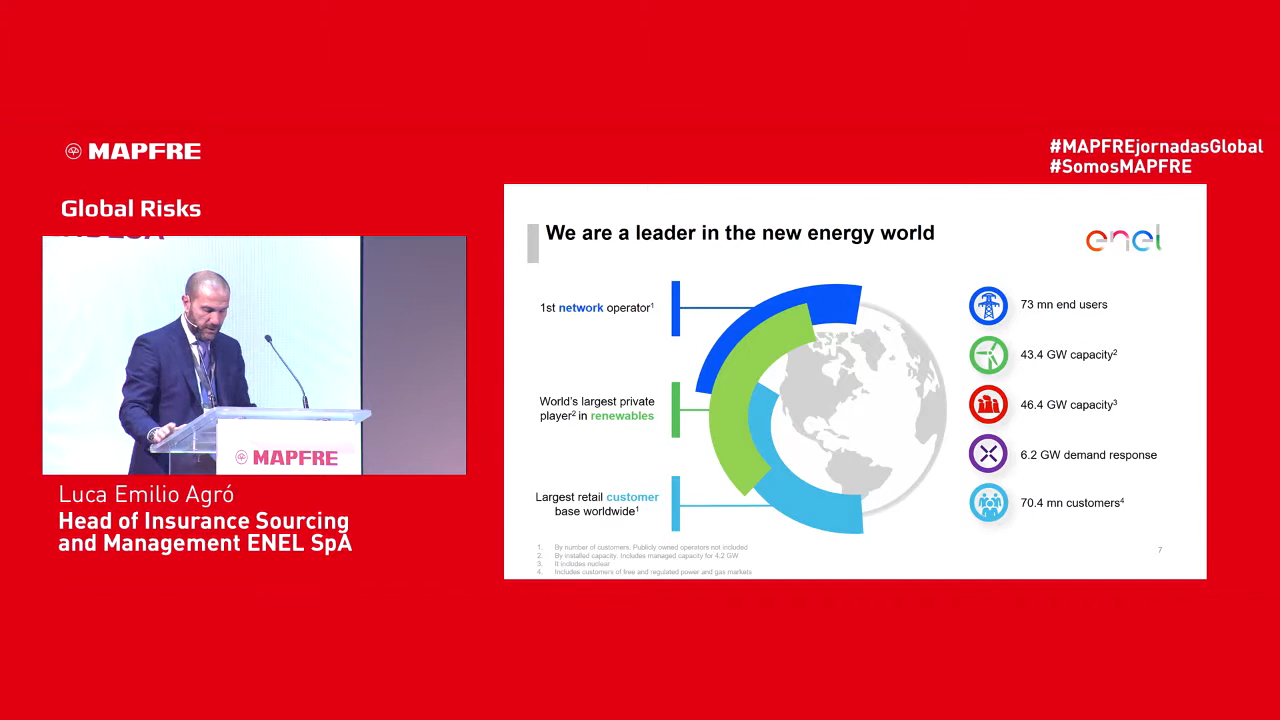 MAPFRE
#MAPFREjornadasGlobal
#SomosMAPFRE
Global Risks
MAPFRE
Luca Emilio Agró
Head of Insurance Sourcing
and Management ENEL SpA
We are a leader in the new energy world
enel
1st network operator¹
World's largest private
player² in renewables
Largest retail customer
base worldwide¹
73 mn end users
43.4 GW capacity²
46.4 GW capacity³
6.2 GW demand response
70.4 mn customers⁴
1. By number of customers. Publicly owned operators not included
2. By installed capacity. Includes managed capacity for 4.2 GW
3. It includes nuclear
4. Includes customers of free and regulated power and gas markets
7